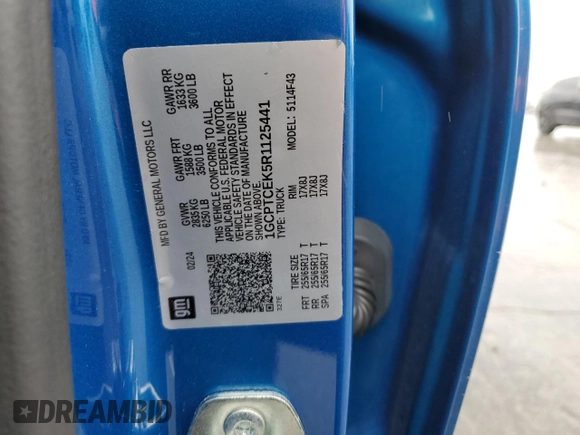 MFD BY GENERAL MOTORS LLC
02/24 GVWR GAWR FRT GAWR RR
2835 KG 1588 KG 1633 KG
6250 LB 3500 LB 3600 LB
THIS VEHICLE CONFORMS TO ALL
APPLICABLE U.S. FEDERAL MOTOR
VEHICLE SAFETY STANDARDS IN EFFECT
ON THE DATE OF MANUFACTURE
SHOWN ABOVE.
1GCPTCEK5R1125441
TYPE: TRUCK MODEL: 5114F43
TIRE SIZE RIM
FRT 255/65R17 T 17X8J
RR 255/65R17 T 17X8J
SPA 255/65R17 T 17X8J
gm
DREAMBID